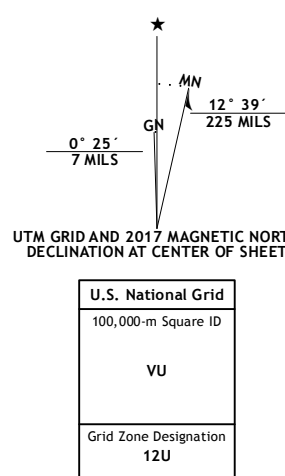 ★
MN
GN
12° 39´
225 MILS
0° 25´
7 MILS
UTM GRID AND 2017 MAGNETIC NORT
DECLINATION AT CENTER OF SHEET
U.S. National Grid
100,000-m Square ID
VU
Grid Zone Designation
12U